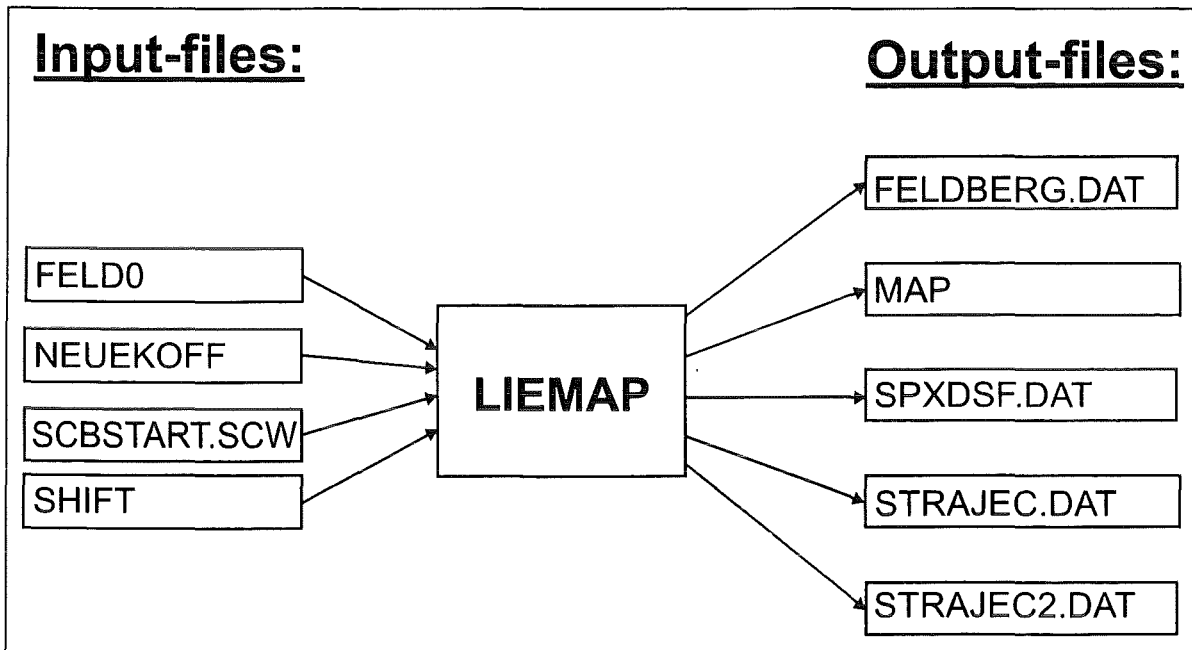 Input-files:
FELD0
NEUEKOFF
SCBSTART.SCW
SHIFT
LIEMAP
Output-files:
FELDBERG.DAT
MAP
SPXDSF.DAT
STRAJEC.DAT
STRAJEC2.DAT